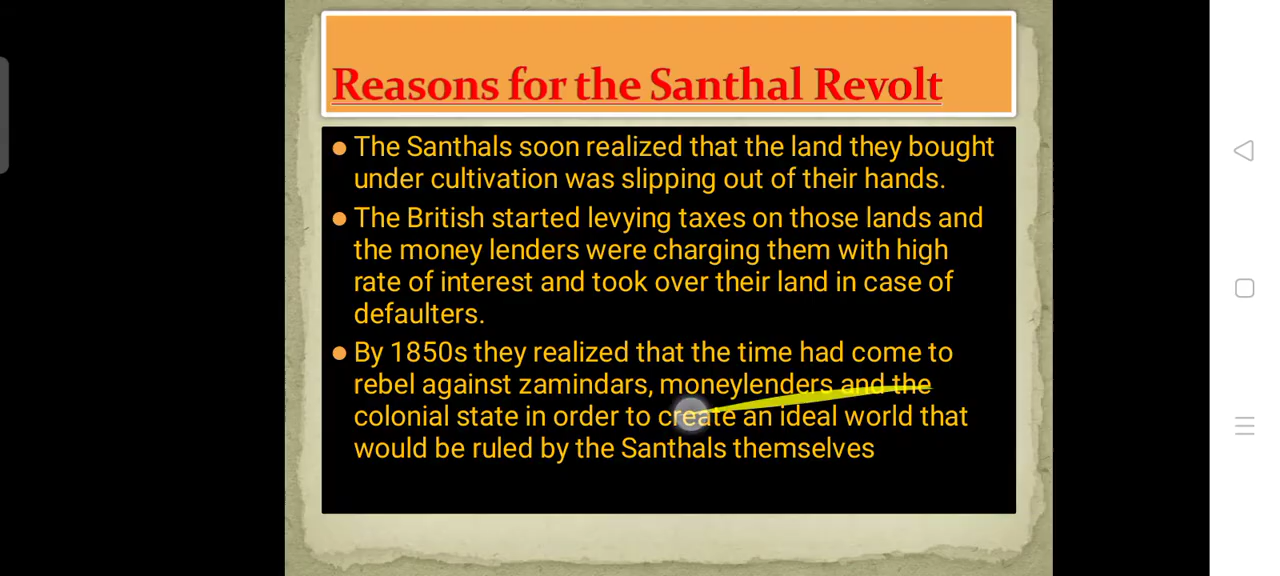 Reasons for the Santhal Revolt
The Santhals soon realized that the land they bought
under cultivation was slipping out of their hands.
The British started levying taxes on those lands and
the money lenders were charging them with high
rate of interest and took over their land in case of
defaulters.
By 1850s they realized that the time had come to
rebel against zamindars, moneylenders and the
colonial state in order to create an ideal world that
would be ruled by the Santhals themselves